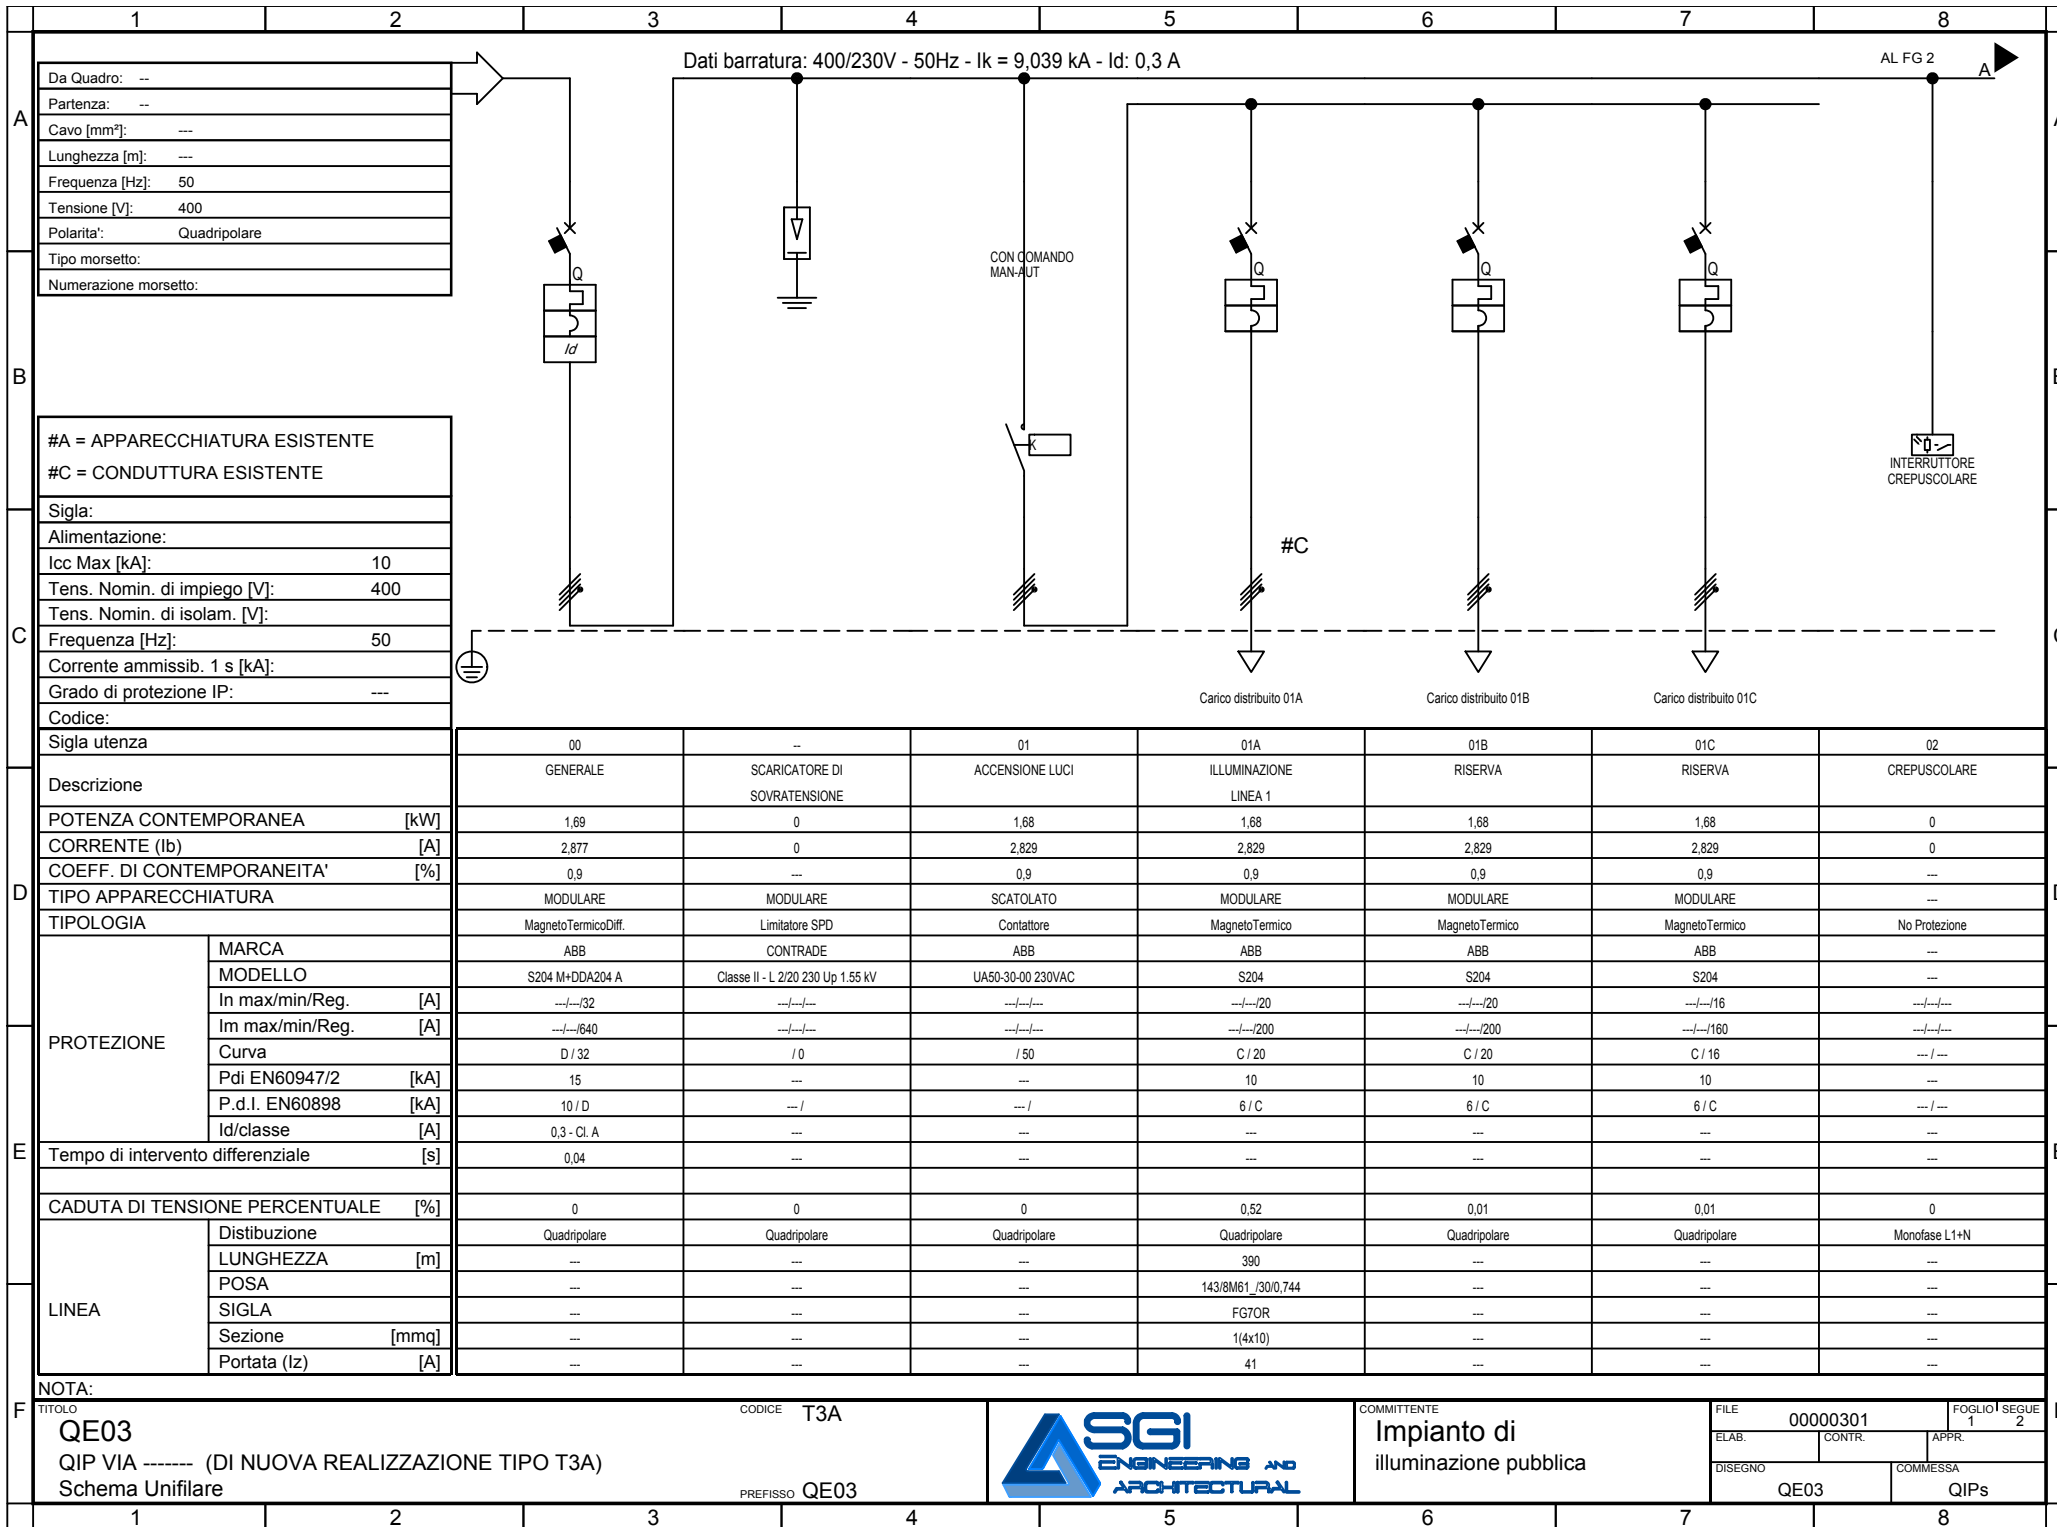 1 2 3 4 5 6 7 8
Dati barratura: 400/230V - 50Hz - Ik = 9,039 kA - Id: 0,3 A
AL FG 2
A
A
Da Quadro: --
Partenza: --
Cavo [mm²]: ---
Lunghezza [m]: ---
Frequenza [Hz]: 50
Tensione [V]: 400
Polarita': Quadripolare
Tipo morsetto:
Numerazione morsetto:
Q
Id
CON COMANDO
MAN-AUT
K
Q
Q
Q
INTERRUTTORE
CREPUSCOLARE
B
#A = APPARECCHIATURA ESISTENTE
#C = CONDUTTURA ESISTENTE
Sigla:
Alimentazione:
Icc Max [kA]: 10
Tens. Nomin. di impiego [V]: 400
Tens. Nomin. di isolam. [V]:
Frequenza [Hz]: 50
Corrente ammissib. 1 s [kA]:
Grado di protezione IP: ---
Codice:
#C
C
Carico distribuito 01A
Carico distribuito 01B
Carico distribuito 01C
Sigla utenza 00 -- 01 01A 01B 01C 02
Descrizione GENERALE SCARICATORE DI ACCENSIONE LUCI ILLUMINAZIONE RISERVA RISERVA CREPUSCOLARE
SOVRATENSIONE LINEA 1
POTENZA CONTEMPORANEA [kW] 1,69 0 1,68 1,68 1,68 1,68 0
CORRENTE (Ib) [A] 2,877 0 2,829 2,829 2,829 2,829 0
COEFF. DI CONTEMPORANEITA' [%] 0,9 --- 0,9 0,9 0,9 0,9 ---
D
TIPO APPARECCHIATURA MODULARE MODULARE SCATOLATO MODULARE MODULARE MODULARE ---
TIPOLOGIA MagnetoTermicoDiff. Limitatore SPD Contattore MagnetoTermico MagnetoTermico MagnetoTermico No Protezione
PROTEZIONE
MARCA ABB CONTRADE ABB ABB ABB ABB ---
MODELLO S204 M+DDA204 A Classe II - L 2/20 230 Up 1.55 kV UA50-30-00 230VAC S204 S204 S204 ---
In max/min/Reg. [A] ---/---/32 ---/---/--- ---/---/--- ---/---/20 ---/---/20 ---/---/16 ---/---/---
Im max/min/Reg. [A] ---/---/640 ---/---/--- ---/---/--- ---/---/200 ---/---/200 ---/---/160 ---/---/---
Curva D / 32 / 0 / 50 C / 20 C / 20 C / 16 --- / ---
Pdi EN60947/2 [kA] 15 --- --- 10 10 10 ---
P.d.I. EN60898 [kA] 10 / D --- / --- / 6 / C 6 / C 6 / C --- / ---
Id/classe [A] 0,3 - Cl. A --- --- --- --- --- ---
E
Tempo di intervento differenziale [s] 0,04 --- --- --- --- --- ---
CADUTA DI TENSIONE PERCENTUALE [%] 0 0 0 0,52 0,01 0,01 0
LINEA
Distibuzione Quadripolare Quadripolare Quadripolare Quadripolare Quadripolare Quadripolare Monofase L1+N
LUNGHEZZA [m] --- --- --- 390 --- --- ---
POSA --- --- --- 143/8M61_/30/0,744 --- --- ---
SIGLA --- --- --- FG7OR --- --- ---
Sezione [mmq] --- --- --- 1(4x10) --- --- ---
Portata (Iz) [A] --- --- --- 41 --- --- ---
NOTA:
F
TITOLO
QE03
QIP VIA ------- (DI NUOVA REALIZZAZIONE TIPO T3A)
Schema Unifilare
CODICE T3A
PREFISSO QE03
SGI
ENGINEERING AND
ARCHITECTURAL
COMMITTENTE
Impianto di
illuminazione pubblica
FILE 00000301
FOGLIO 1 SEGUE 2
ELAB. CONTR. APPR.
DISEGNO QE03
COMMESSA QIPs
1 2 3 4 5 6 7 8